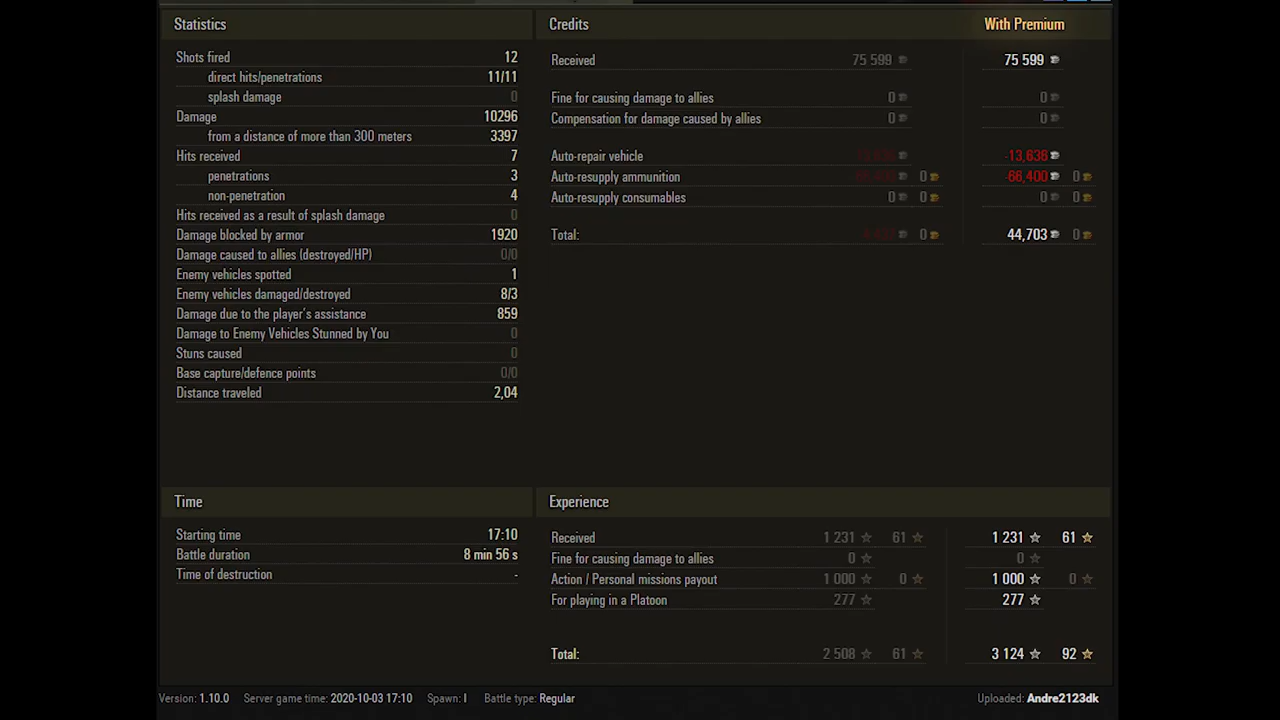 Statistics
Shots fired 12
direct hits/penetrations 11/11
splash damage 0
Damage 10296
from a distance of more than 300 meters 3397
Hits received 7
penetrations 3
non-penetration 4
Hits received as a result of splash damage 0
Damage blocked by armor 1920
Damage caused to allies (destroyed/HP) 0/0
Enemy vehicles spotted 1
Enemy vehicles damaged/destroyed 8/3
Damage due to the player's assistance 859
Damage to Enemy Vehicles Stunned by You 0
Stuns caused 0
Base capture/defence points 0/0
Distance traveled 2,04
Credits With Premium
Received 75 599 75 599
Fine for causing damage to allies 0 0
Compensation for damage caused by allies 0 0
Auto-repair vehicle -13,636
Auto-resupply ammunition 0 -66,400 0
Auto-resupply consumables 0 0 0 0
Total: 0 44,703 0
Time
Starting time 17:10
Battle duration 8 min 56 s
Time of destruction -
Experience
Received 1 231 61 1 231 61
Fine for causing damage to allies 0 0
Action / Personal missions payout 1 000 0 1 000 0
For playing in a Platoon 277 277
Total: 2 508 61 3 124 92
Version: 1.10.0 Server game time: 2020-10-03 17:10 Spawn: I Battle type: Regular Uploaded: Andre2123dk